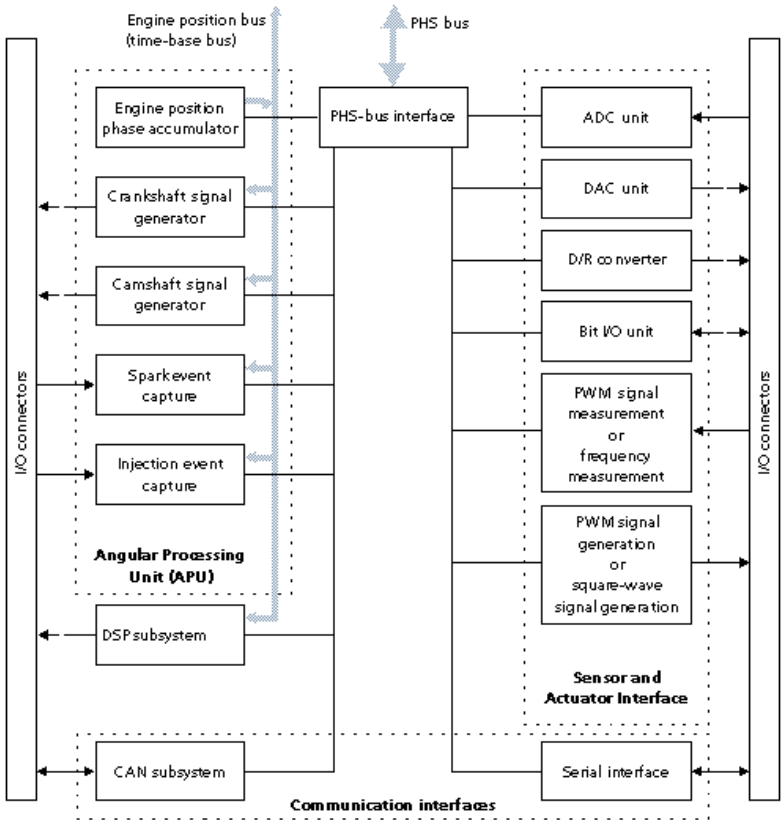 Engine position bus
(time-base bus)
PHS bus
Engine position
phase accumulator
PHS-bus interface
ADC unit
Crankshaft signal
generator
DAC unit
Camshaft signal
generator
D/R converter
Bit I/O unit
Spark event
capture
PWM signal
measurement
or
frequency
measurement
I/O connectors
I/O connectors
Injection event
capture
PWM signal
generation
or
square-wave
signal generation
Angular Processing
Unit (APU)
DSP subsystem
Sensor and
Actuator Interface
CAN subsystem
Serial interface
Communication interfaces